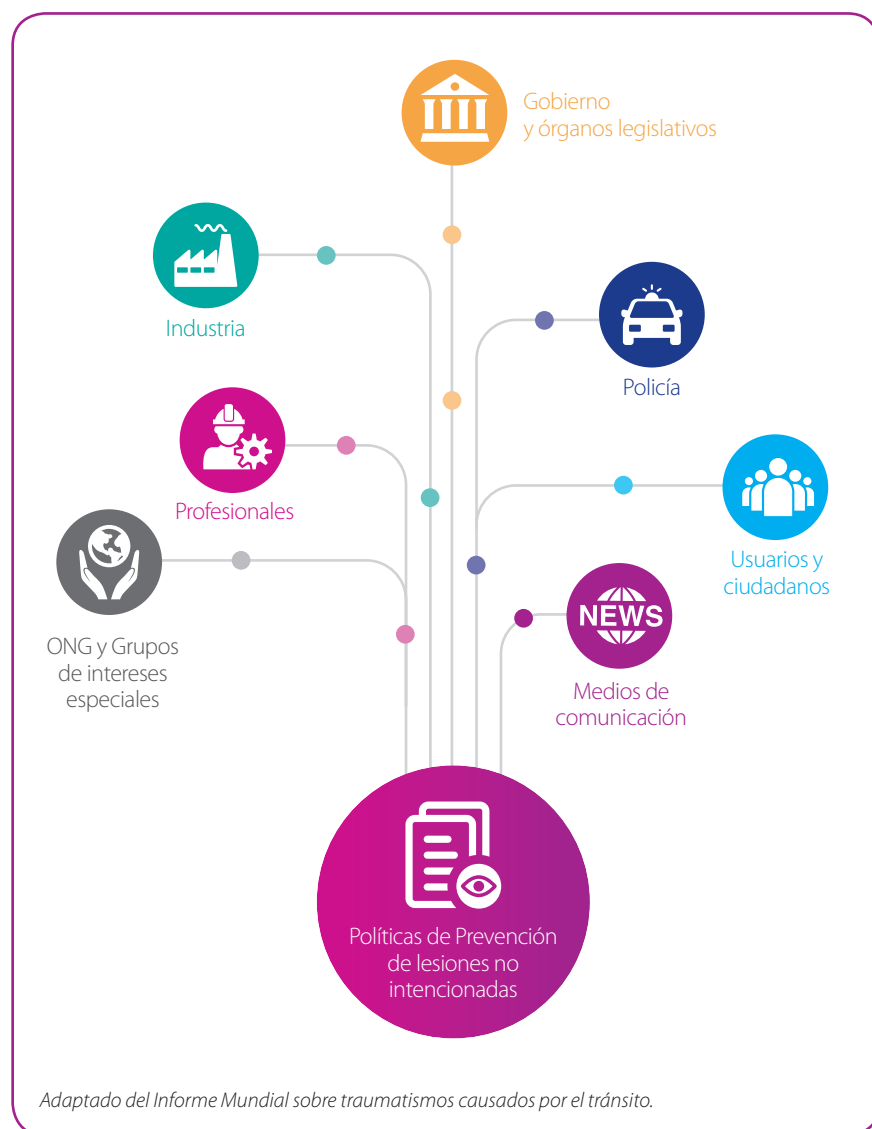 Gobierno
y órganos legislativos
Industria
Policía
Profesionales
Usuarios y
ciudadanos
ONG y Grupos
de intereses
especiales
NEWS
Medios de
comunicación
Políticas de Prevención
de lesiones no
intencionadas
Adaptado del Informe Mundial sobre traumatismos causados por el tránsito.